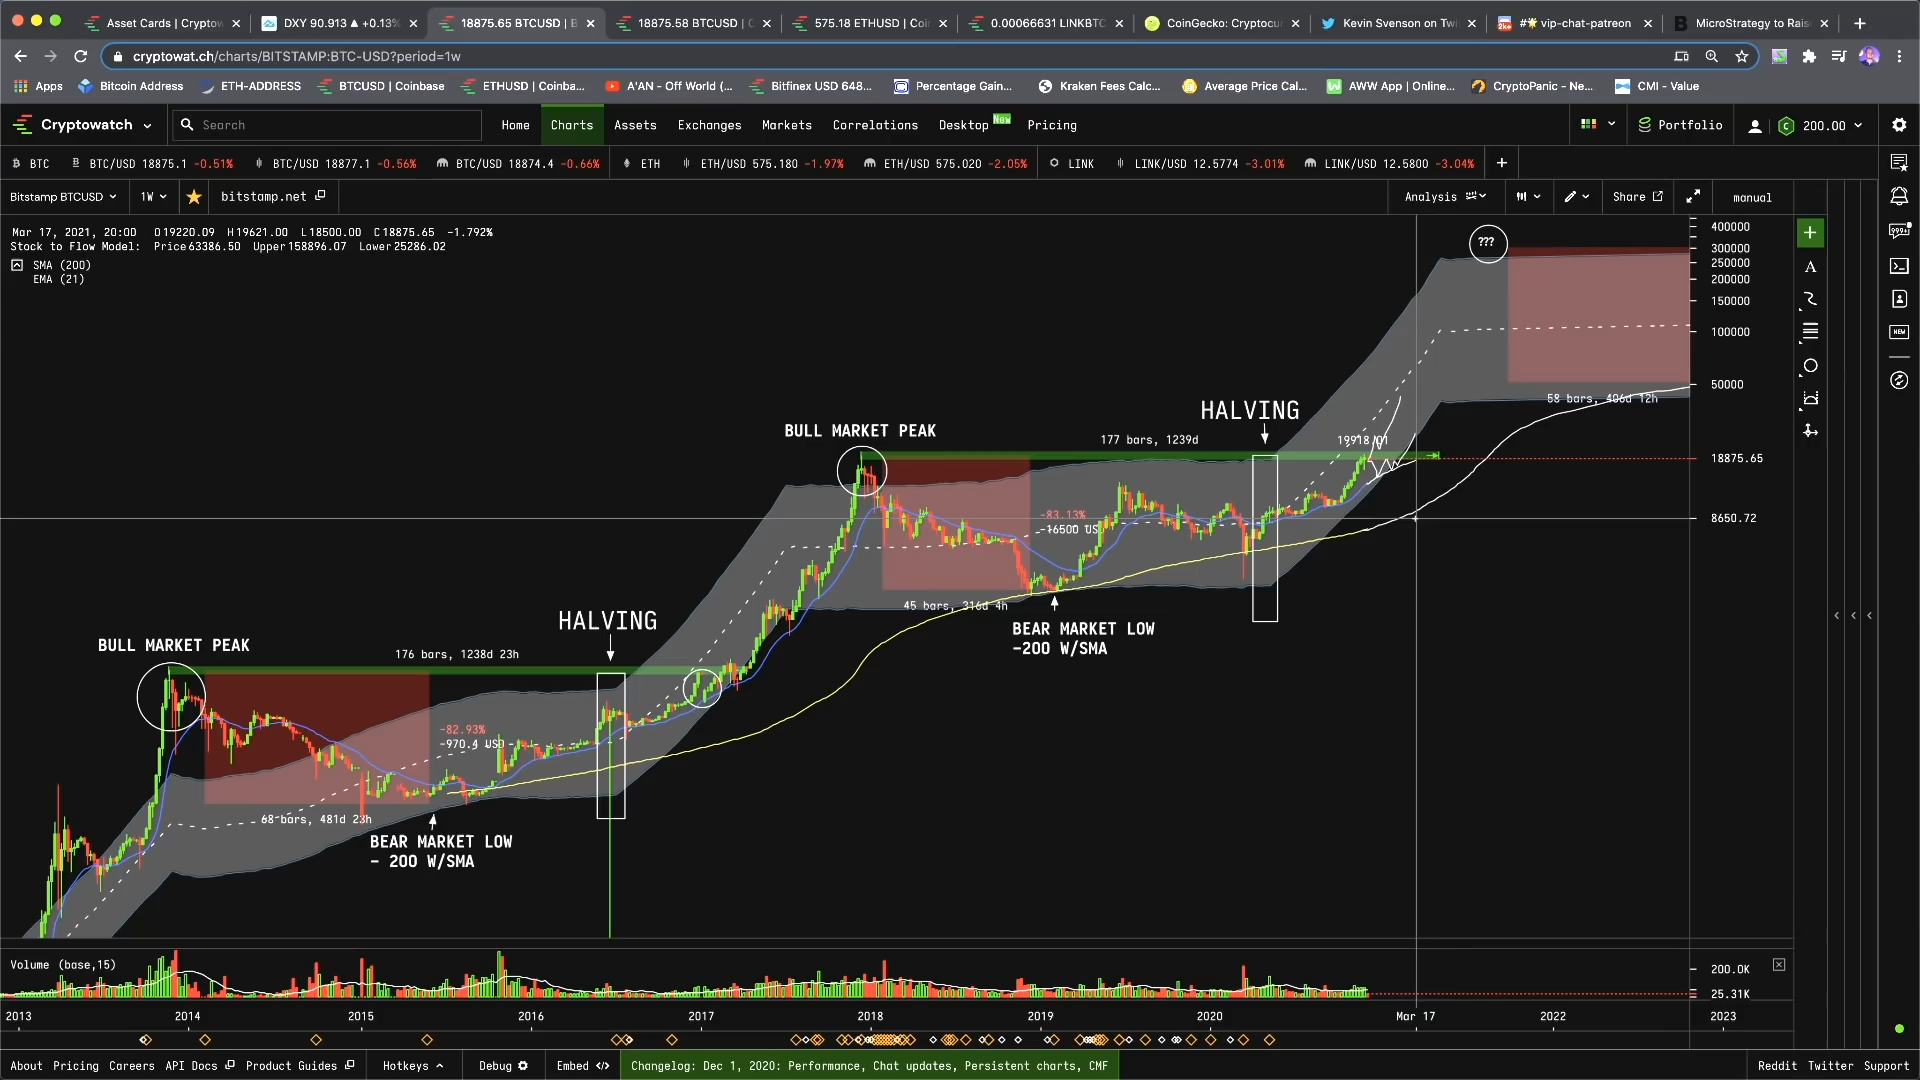 Asset Cards | Cryptow
DXY 90.913 ▲ +0.13%
18875.65 BTCUSD | B
18875.58 BTCUSD | C
575.18 ETHUSD | Coi
0.00066631 LINKBTC
CoinGecko: Cryptocu
Kevin Svenson on Twi
#🌟 vip-chat-patreon
MicroStrategy to Rais
cryptowat.ch/charts/BITSTAMP:BTC-USD?period=1w
Apps
Bitcoin Address
ETH-ADDRESS
BTCUSD | Coinbase
ETHUSD | Coinba...
A'AN - Off World (...
Bitfinex USD 648...
Percentage Gain...
Kraken Fees Calc...
Average Price Cal...
AWW App | Online...
CryptoPanic - Ne...
CMI - Value
Cryptowatch
Search
Home
Charts
Assets
Exchanges
Markets
Correlations
Desktop New
Pricing
Portfolio
200.00
BTC
BTC/USD 18875.1 -0.51%
BTC/USD 18877.1 -0.56%
BTC/USD 18874.4 -0.66%
ETH
ETH/USD 575.180 -1.97%
ETH/USD 575.020 -2.05%
LINK
LINK/USD 12.5774 -3.01%
LINK/USD 12.5800 -3.04%
Bitstamp BTCUSD
1W
bitstamp.net
Analysis
Share
manual
Mar 17, 2021, 20:00 O19220.09 H19621.00 L18500.00 C18875.65 -1.792%
Stock to Flow Model: Price63386.50 Upper158896.07 Lower25286.02
SMA (200)
EMA (21)
???
400000
300000
250000
200000
150000
100000
50000
18875.65
8650.72
58 bars, 406d 12h
HALVING
BULL MARKET PEAK
177 bars, 1239d
19918.01
-83.13%
-16500 US
45 bars, 316d 4h
BEAR MARKET LOW
-200 W/SMA
HALVING
BULL MARKET PEAK
176 bars, 1238d 23h
-82.93%
-970.4 USD
68 bars, 481d 23h
BEAR MARKET LOW
- 200 W/SMA
Volume (base,15)
200.0K
25.31K
2013
2014
2015
2016
2017
2018
2019
2020
Mar 17
2022
2023
About
Pricing
Careers
API Docs
Product Guides
Hotkeys
Debug
Embed
Changelog: Dec 1, 2020: Performance, Chat updates, Persistent charts, CMF
Reddit
Twitter
Support